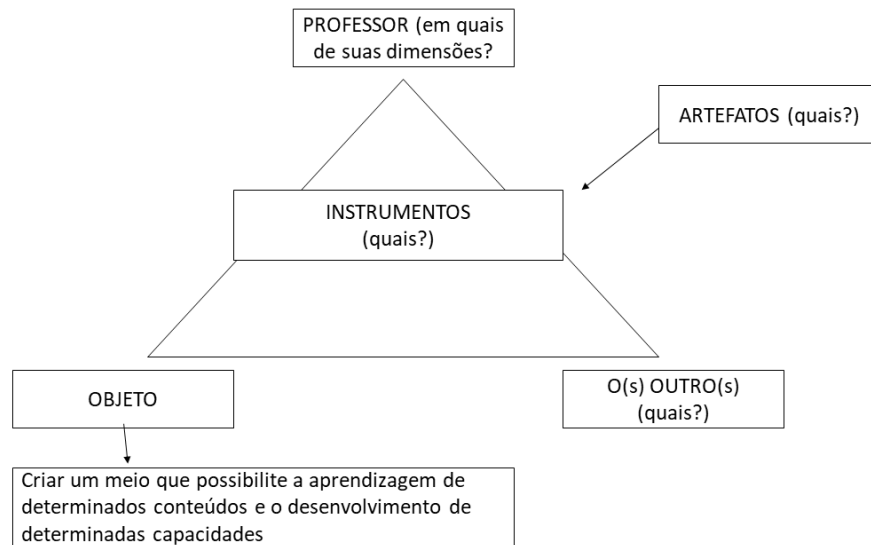 PROFESSOR (em quais
de suas dimensões?
ARTEFATOS (quais?)
INSTRUMENTOS
(quais?)
OBJETO
O(s) OUTRO(s)
(quais?)
Criar um meio que possibilite a aprendizagem de
determinados conteúdos e o desenvolvimento de
determinadas capacidades